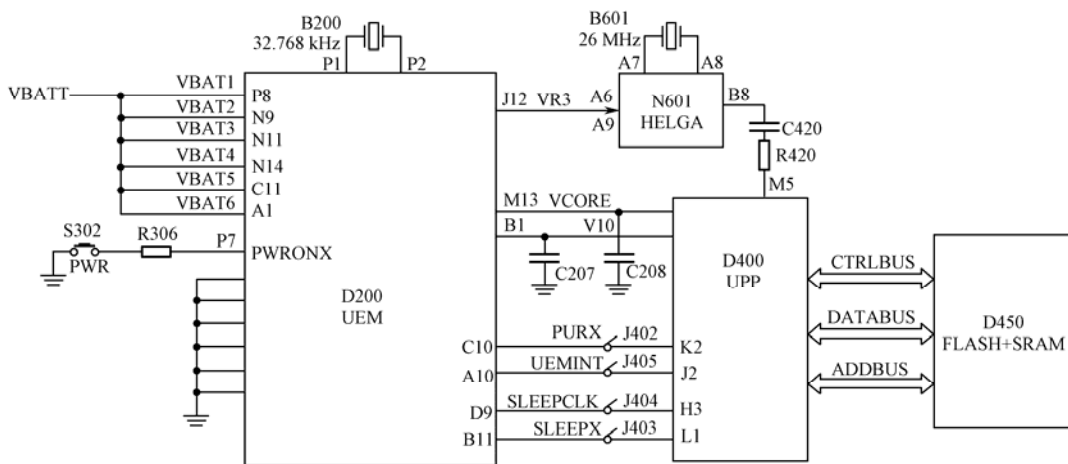 B200
32.768 kHz
P1
P2
B601
26 MHz
A7
A8
VBATT
VBAT1
P8
VBAT2
N9
VBAT3
N11
VBAT4
N14
VBAT5
C11
VBAT6
A1
J12
VR3
A6
A9
N601
HELGA
B8
C420
R420
M5
M13
VCORE
B1
V10
C207
C208
S302
PWR
R306
P7
PWRONX
D200
UEM
D400
UPP
CTRLBUS
DATABUS
ADDBUS
D450
FLASH+SRAM
C10
PURX
J402
K2
A10
UEMINT
J405
J2
D9
SLEEPCLK
J404
H3
B11
SLEEPX
J403
L1